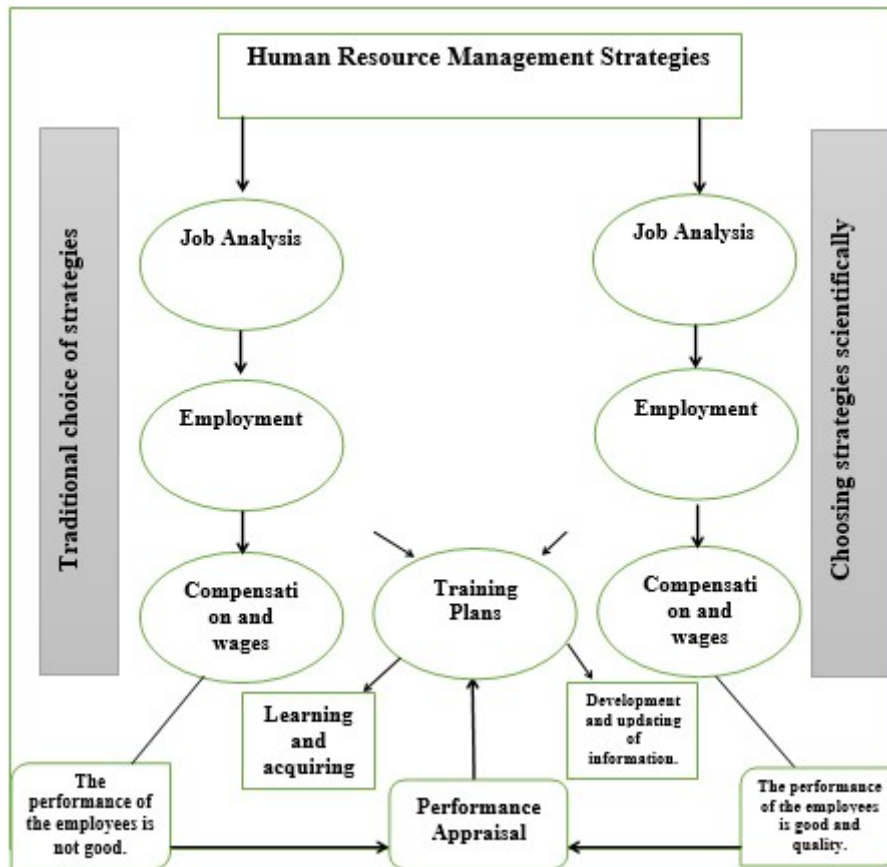 Human Resource Management Strategies
Traditional choice of strategies
Job Analysis
Employment
Compensati
on and
wages
The
performance of
the employees is
not good.
Training
Plans
Learning
and
acquiring
Development
and updating
of
information.
Performance
Appraisal
Job Analysis
Employment
Compensati
on and
wages
The performance
of the employees
is good and
quality.
Choosing strategies scientifically